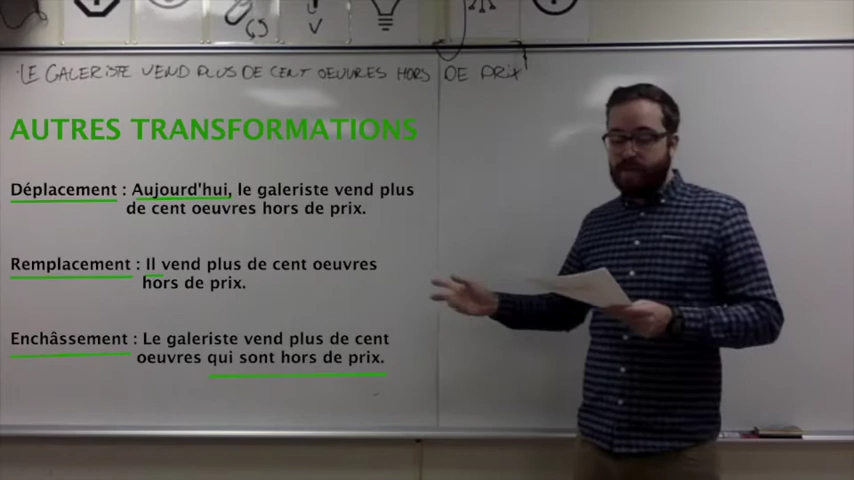 LE GALERISTE VEND PLUS DE CENT OEUVRES HORS DE PRIX
AUTRES TRANSFORMATIONS
Déplacement : Aujourd'hui, le galeriste vend plus
de cent oeuvres hors de prix.
Remplacement : Il vend plus de cent oeuvres
hors de prix.
Enchâssement : Le galeriste vend plus de cent
oeuvres qui sont hors de prix.